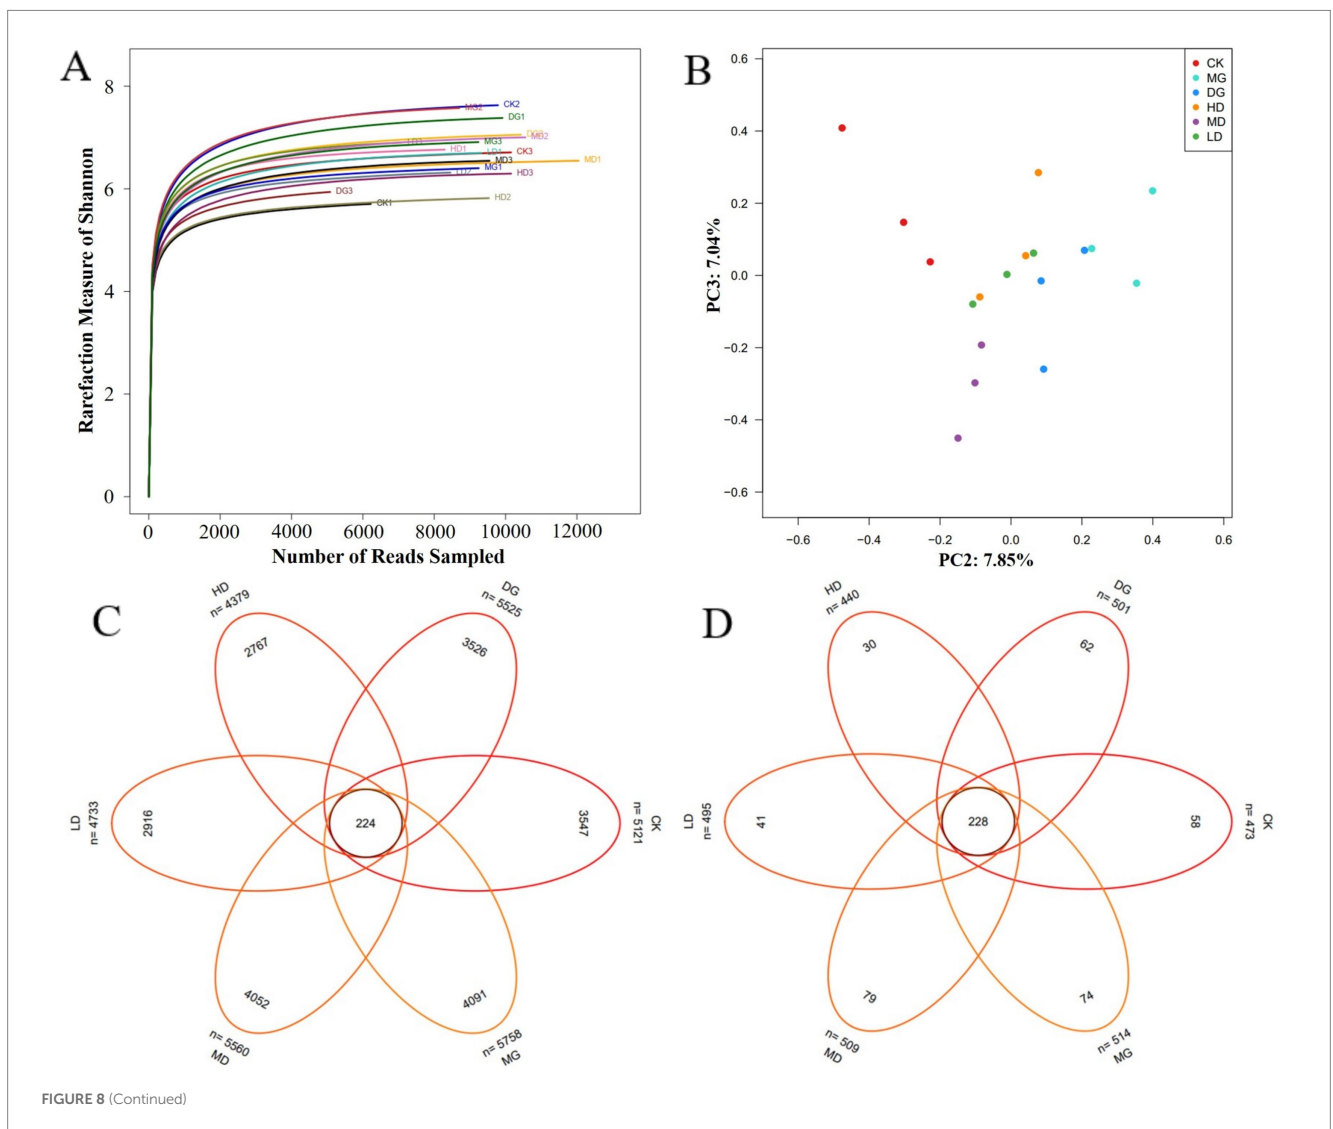 A
Rarefaction Measure of Shannon
8
6
4
2
0
CK2
MG2
DG1
MD2
MG3
HD1
CK3
MD3
MD1
MG1
HD3
DG3
HD2
CK1
0 2000 4000 6000 8000 10000 12000
Number of Reads Sampled
B
PC3: 7.04%
0.6
0.4
0.2
0.0
−0.2
−0.4
−0.6
CK
MG
DG
HD
MD
LD
−0.6 −0.4 −0.2 0.0 0.2 0.4 0.6
PC2: 7.85%
C
HD
n= 4379
2767
DG
n= 5525
3526
LD
n= 4733
2916
224
3547
n= 5121
CK
4052
n= 5560
MD
4091
n= 5758
MG
D
HD
n= 440
30
DG
n= 501
62
LD
n= 495
41
228
58
n= 473
CK
79
n= 509
MD
74
n= 514
MG
FIGURE 8 (Continued)